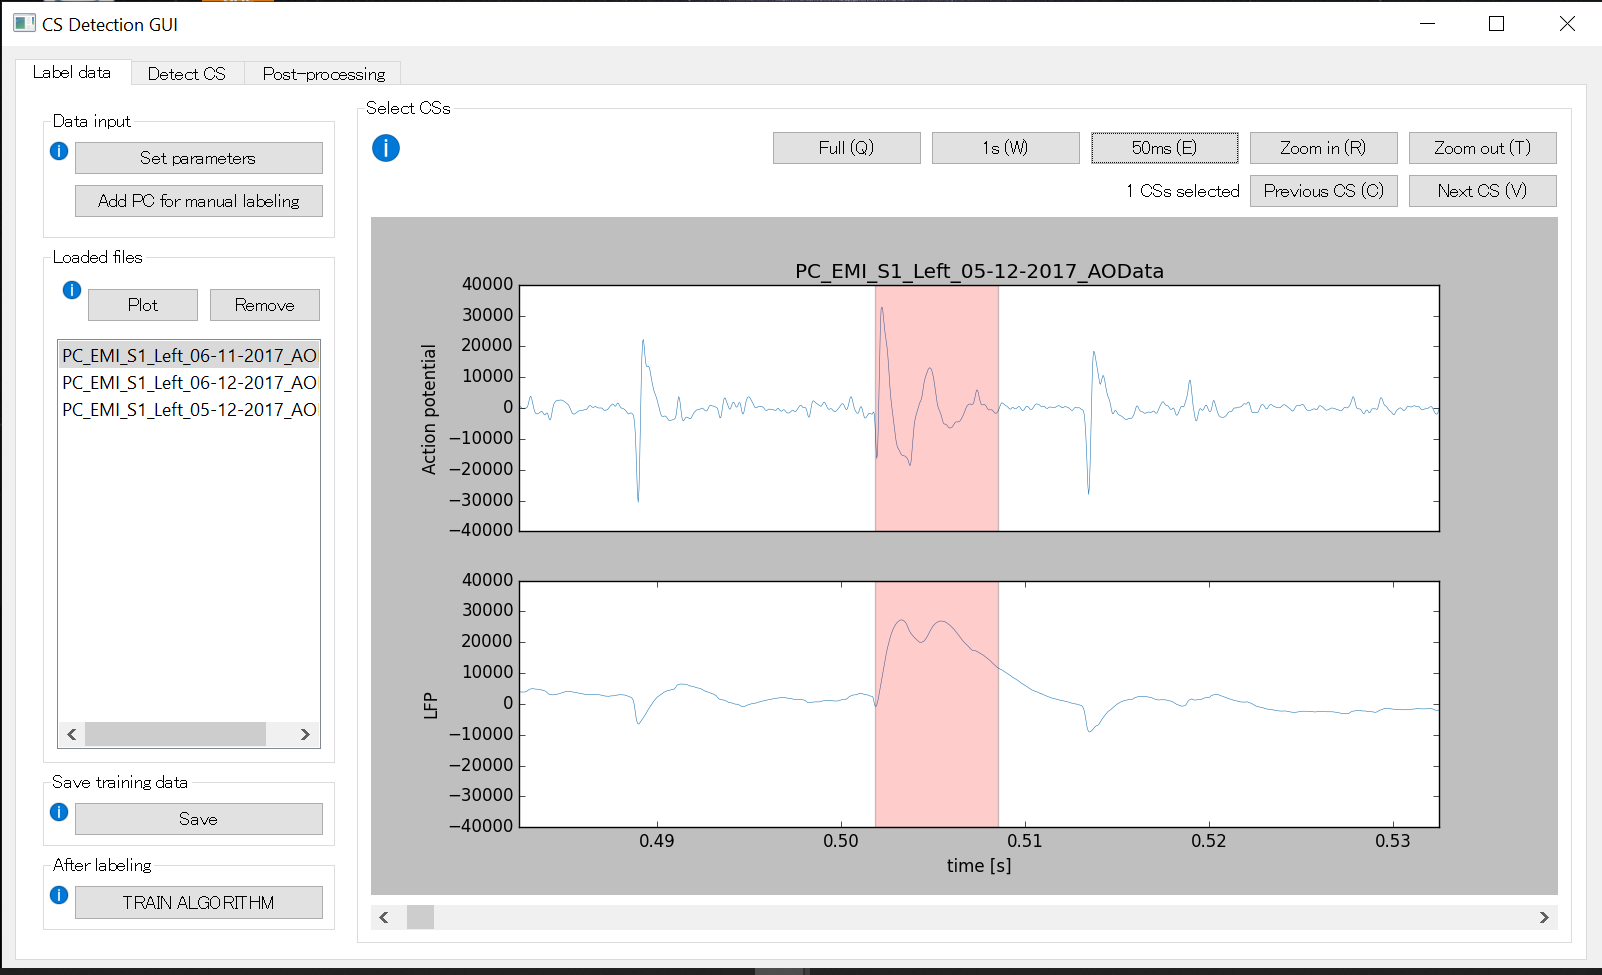 CS Detection GUI
Label data
Detect CS
Post-processing
Data input
Set parameters
Add PC for manual labeling
Loaded files
Plot
Remove
PC_EMI_S1_Left_06-11-2017_AO
PC_EMI_S1_Left_06-12-2017_AO
PC_EMI_S1_Left_05-12-2017_AO
Save training data
Save
After labeling
TRAIN ALGORITHM
Select CSs
Full (Q)
1s (W)
50ms (E)
Zoom in (R)
Zoom out (T)
1 CSs selected
Previous CS (C)
Next CS (V)
PC_EMI_S1_Left_05-12-2017_AOData
Action potential
40000
30000
20000
10000
0
−10000
−20000
−30000
−40000
LFP
40000
30000
20000
10000
0
−10000
−20000
−30000
−40000
0.49
0.50
0.51
0.52
0.53
time [s]